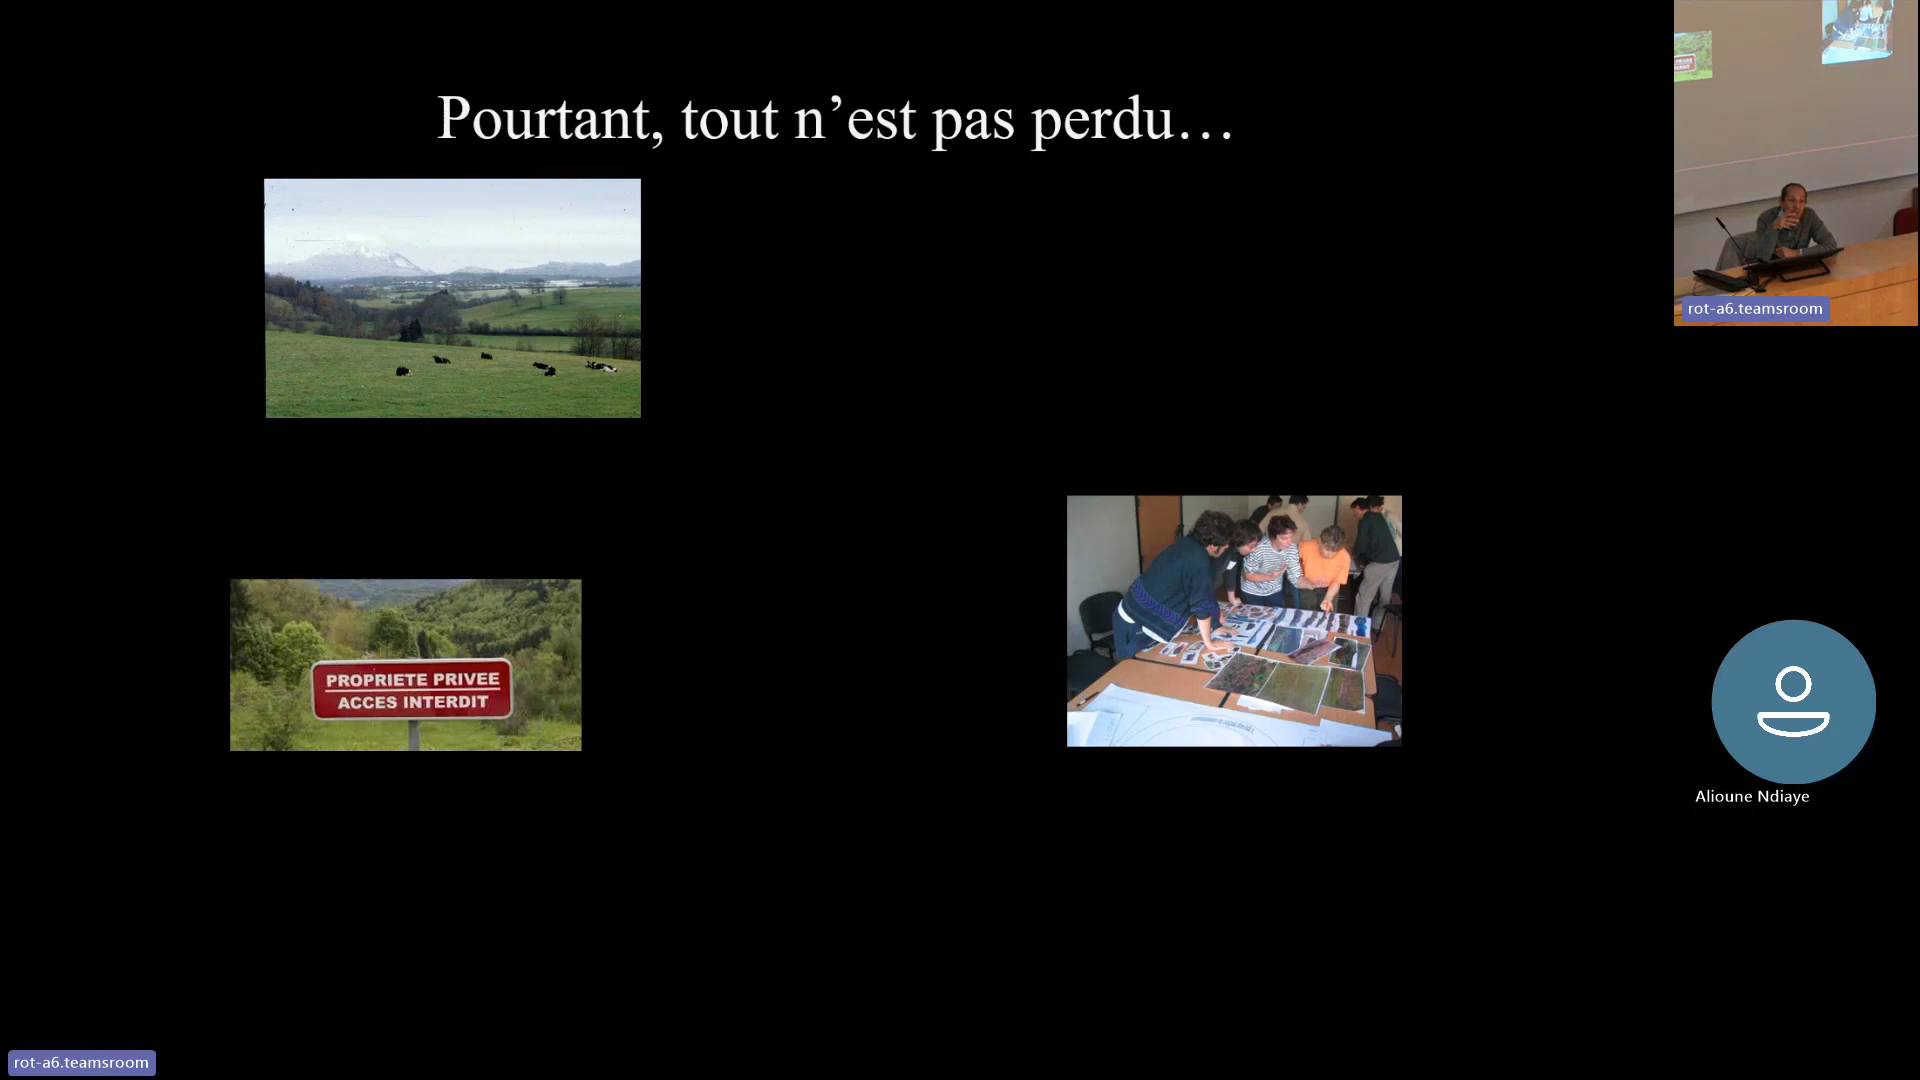 Pourtant, tout n’est pas perdu…
PROPRIETE PRIVEE
ACCES INTERDIT
rot-a6.teamsroom
Alioune Ndiaye
rot-a6.teamsroom